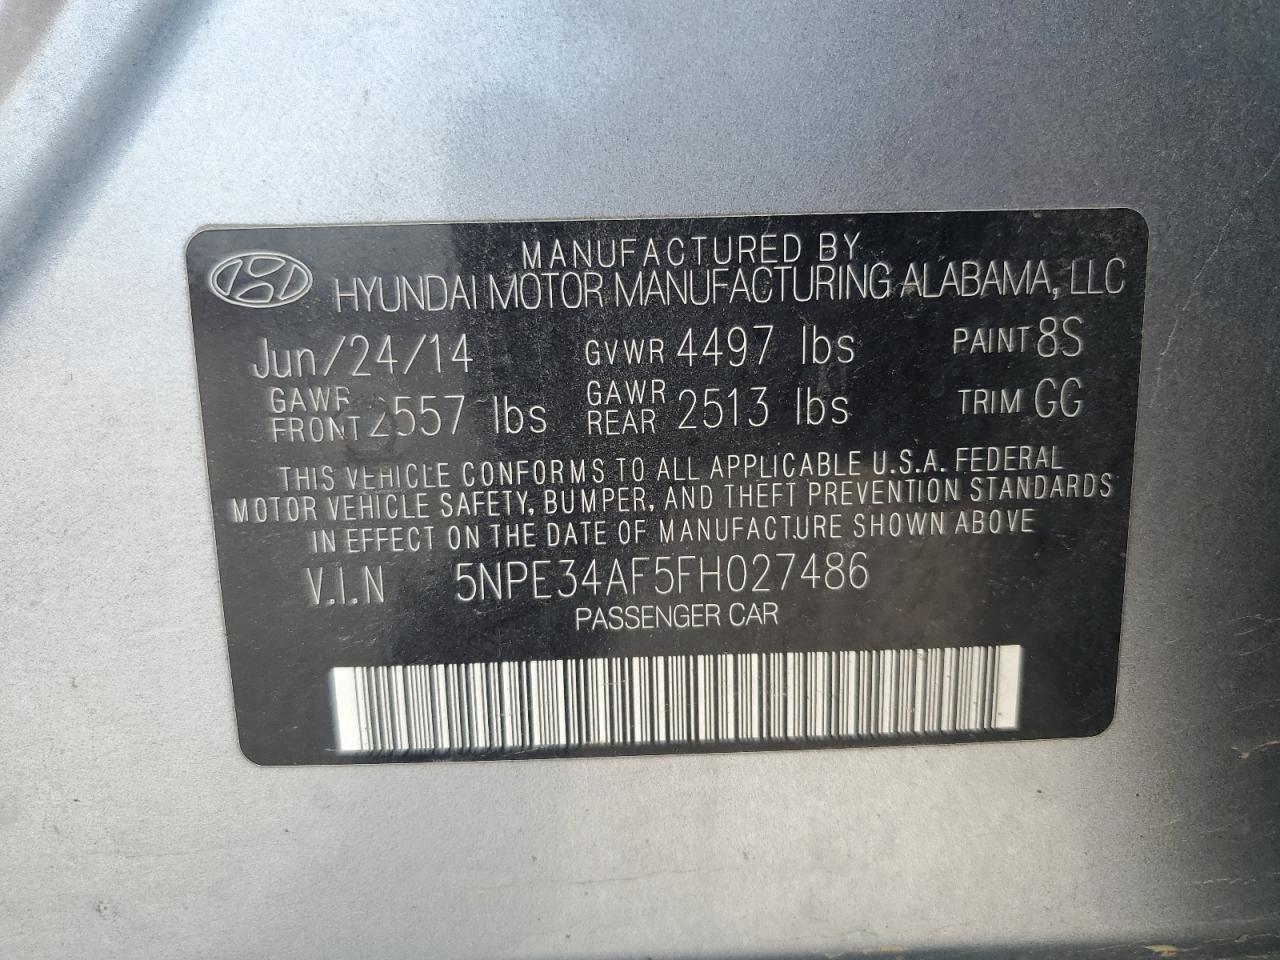 MANUFACTURED BY
HYUNDAI MOTOR MANUFACTURING ALABAMA, LLC
Jun/24/14 GVWR 4497 lbs PAINT 8S
GAWR FRONT 2557 lbs GAWR REAR 2513 lbs TRIM GG
THIS VEHICLE CONFORMS TO ALL APPLICABLE U.S.A. FEDERAL
MOTOR VEHICLE SAFETY, BUMPER, AND THEFT PREVENTION STANDARDS
IN EFFECT ON THE DATE OF MANUFACTURE SHOWN ABOVE
V.I.N 5NPE34AF5FH027486
PASSENGER CAR